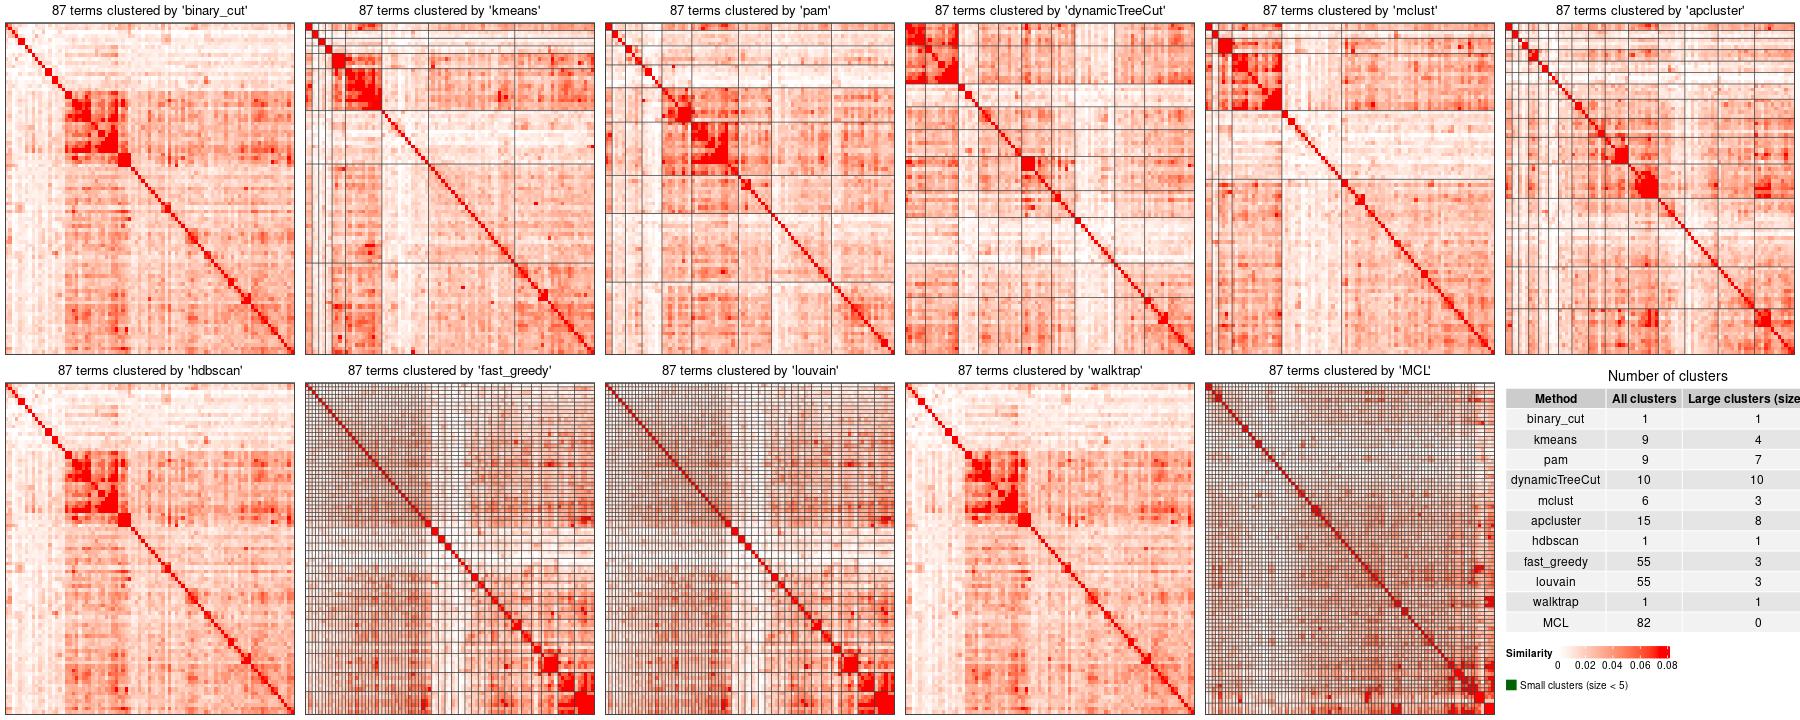 87 terms clustered by 'binary_cut'
87 terms clustered by 'kmeans'
87 terms clustered by 'pam'
87 terms clustered by 'dynamicTreeCut'
87 terms clustered by 'mclust'
87 terms clustered by 'apcluster'
87 terms clustered by 'hdbscan'
87 terms clustered by 'fast_greedy'
87 terms clustered by 'louvain'
87 terms clustered by 'walktrap'
87 terms clustered by 'MCL'
Number of clusters
Method All clusters Large clusters (size
binary_cut 1 1
kmeans 9 4
pam 9 7
dynamicTreeCut 10 10
mclust 6 3
apcluster 15 8
hdbscan 1 1
fast_greedy 55 3
louvain 55 3
walktrap 1 1
MCL 82 0
Similarity
0 0.02 0.04 0.06 0.08
Small clusters (size < 5)